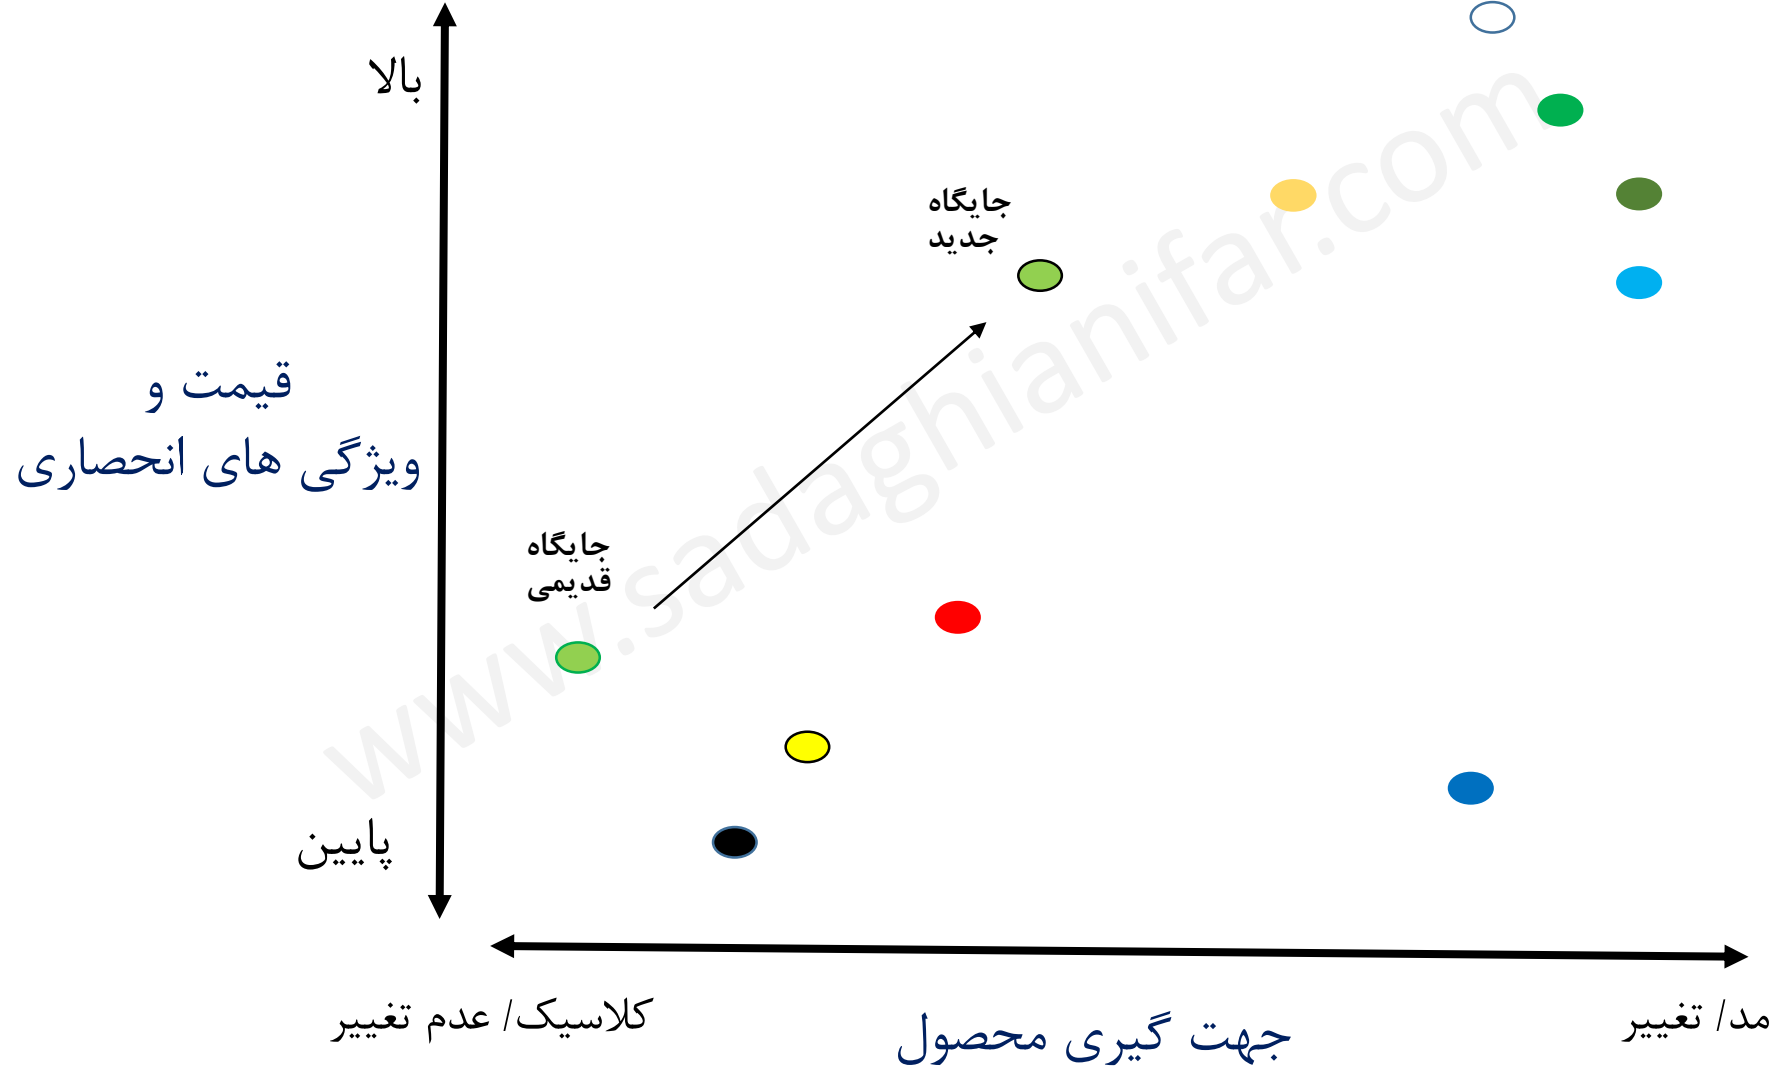 بالا
جایگاه
جدید
قیمت و
ویژگی های انحصاری
جایگاه
قدیمی
پایین
کلاسیک/ عدم تغییر
مد/ تغییر
جهت گیری محصول
www.sadaghianifar.com